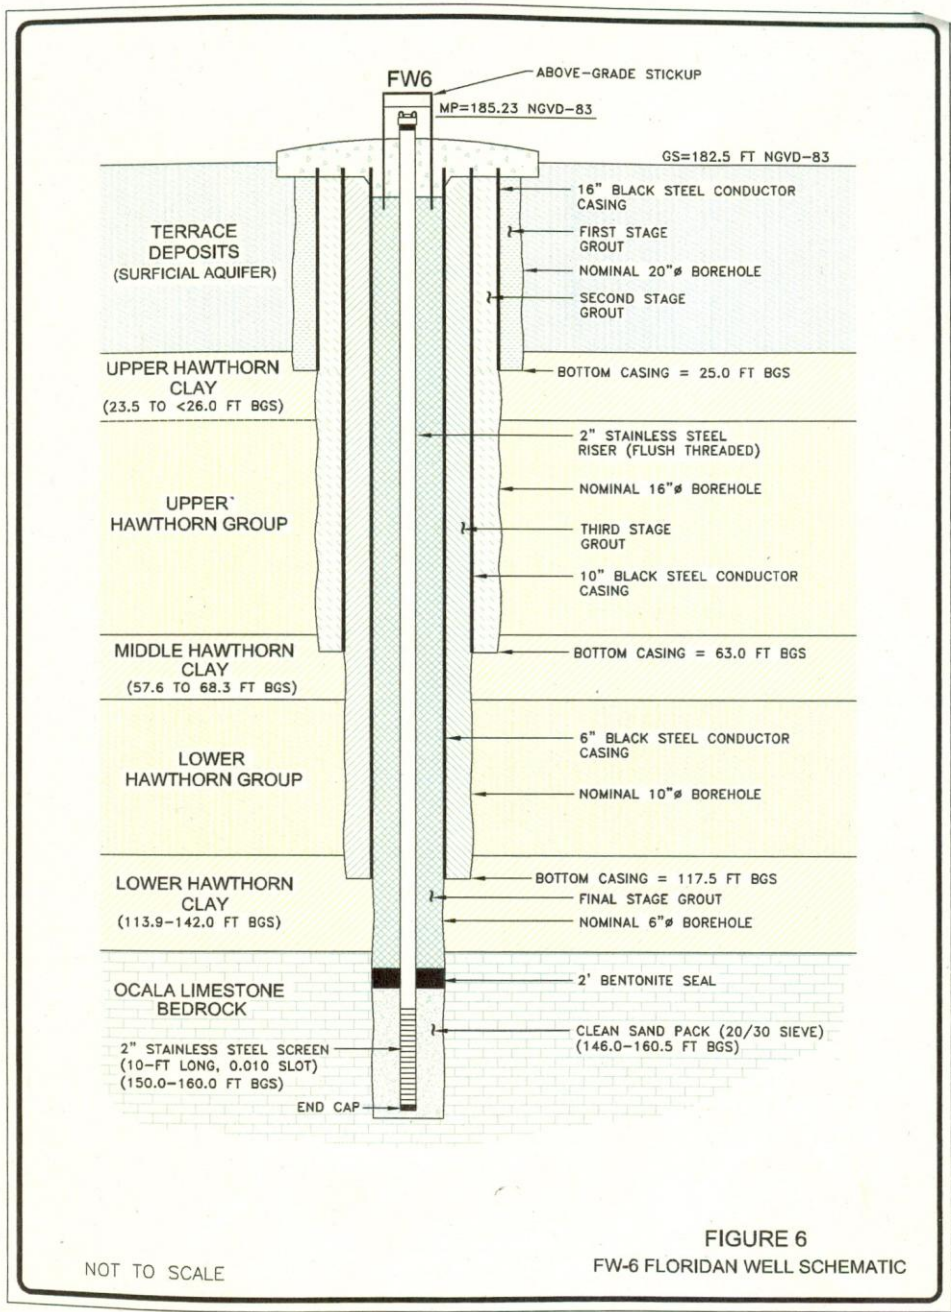 FW6
ABOVE-GRADE STICKUP
MP=185.23 NGVD-83
GS=182.5 FT NGVD-83
16" BLACK STEEL CONDUCTOR
CASING
TERRACE
DEPOSITS
(SURFICIAL AQUIFER)
FIRST STAGE
GROUT
NOMINAL 20"ø BOREHOLE
SECOND STAGE
GROUT
UPPER HAWTHORN
CLAY
(23.5 TO <26.0 FT BGS)
BOTTOM CASING = 25.0 FT BGS
2" STAINLESS STEEL
RISER (FLUSH THREADED)
NOMINAL 16"ø BOREHOLE
UPPER
HAWTHORN GROUP
THIRD STAGE
GROUT
10" BLACK STEEL CONDUCTOR
CASING
MIDDLE HAWTHORN
CLAY
(57.6 TO 68.3 FT BGS)
BOTTOM CASING = 63.0 FT BGS
6" BLACK STEEL CONDUCTOR
CASING
LOWER
HAWTHORN GROUP
NOMINAL 10"ø BOREHOLE
LOWER HAWTHORN
CLAY
(113.9-142.0 FT BGS)
BOTTOM CASING = 117.5 FT BGS
FINAL STAGE GROUT
NOMINAL 6"ø BOREHOLE
2' BENTONITE SEAL
OCALA LIMESTONE
BEDROCK
CLEAN SAND PACK (20/30 SIEVE)
(146.0-160.5 FT BGS)
2" STAINLESS STEEL SCREEN
(10-FT LONG, 0.010 SLOT)
(150.0-160.0 FT BGS)
END CAP
FIGURE 6
FW-6 FLORIDAN WELL SCHEMATIC
NOT TO SCALE